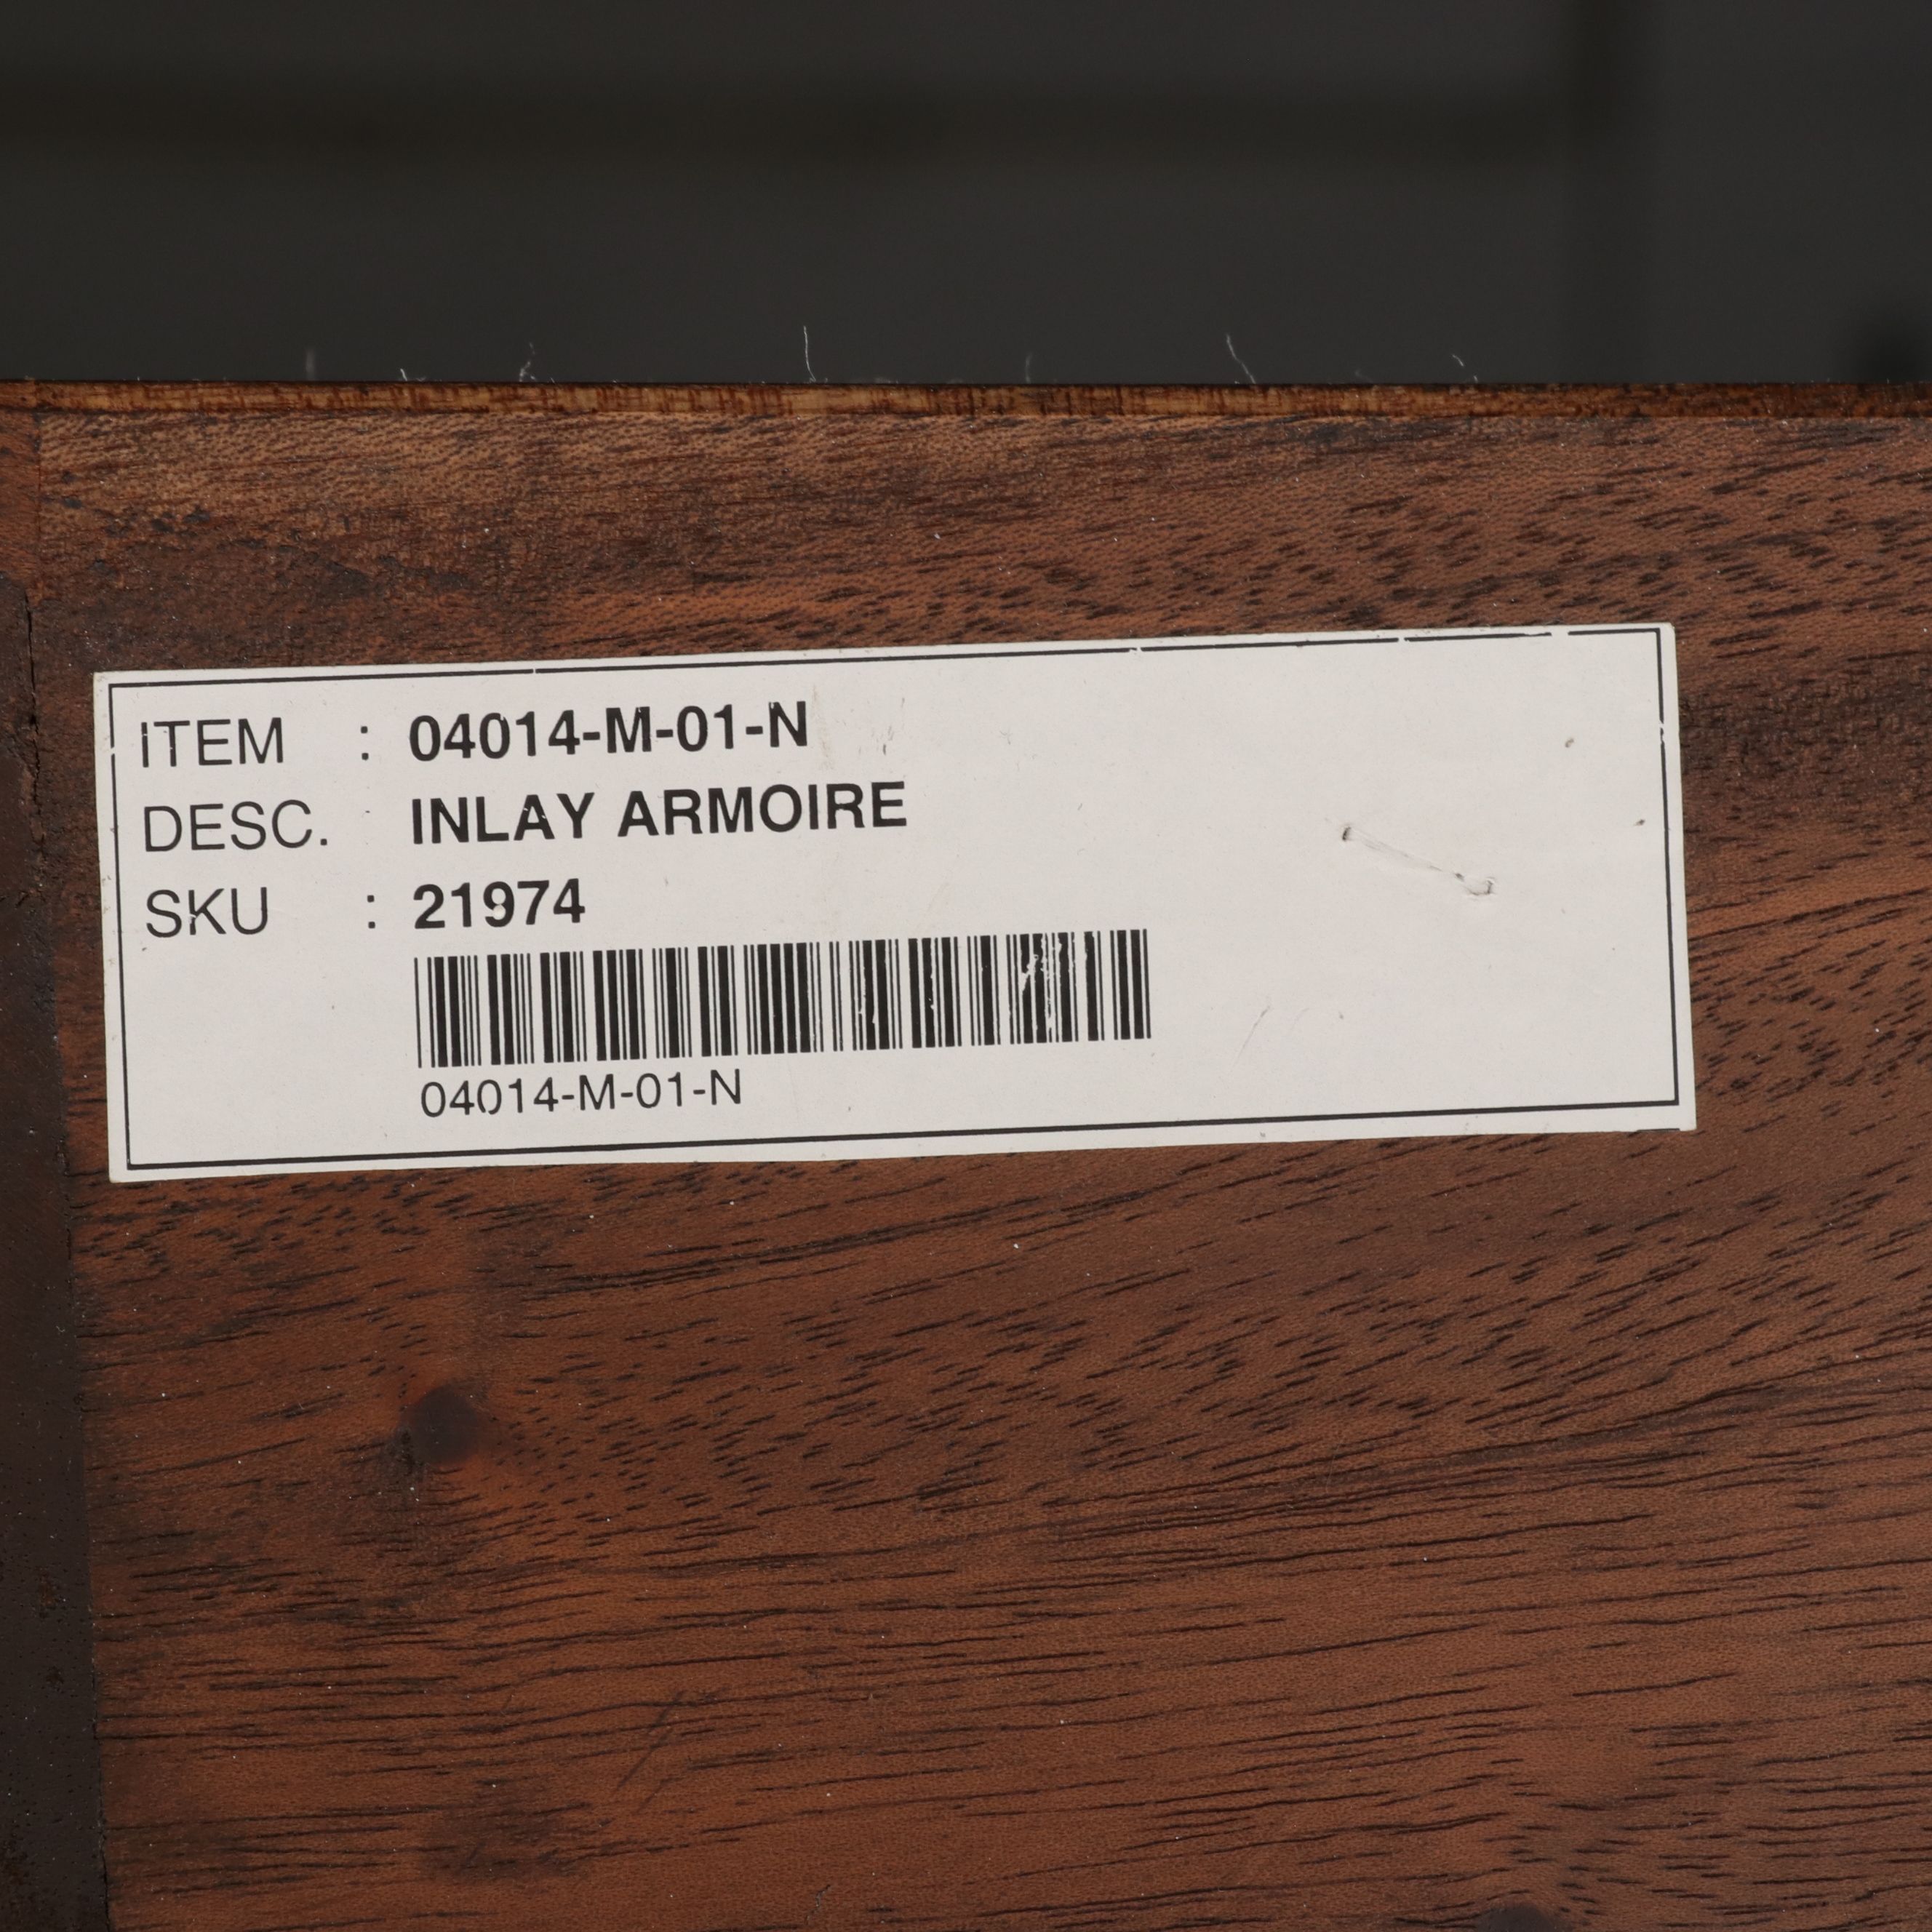 ITEM : 04014-M-01-N
DESC. : INLAY ARMOIRE
SKU : 21974
04014-M-01-N